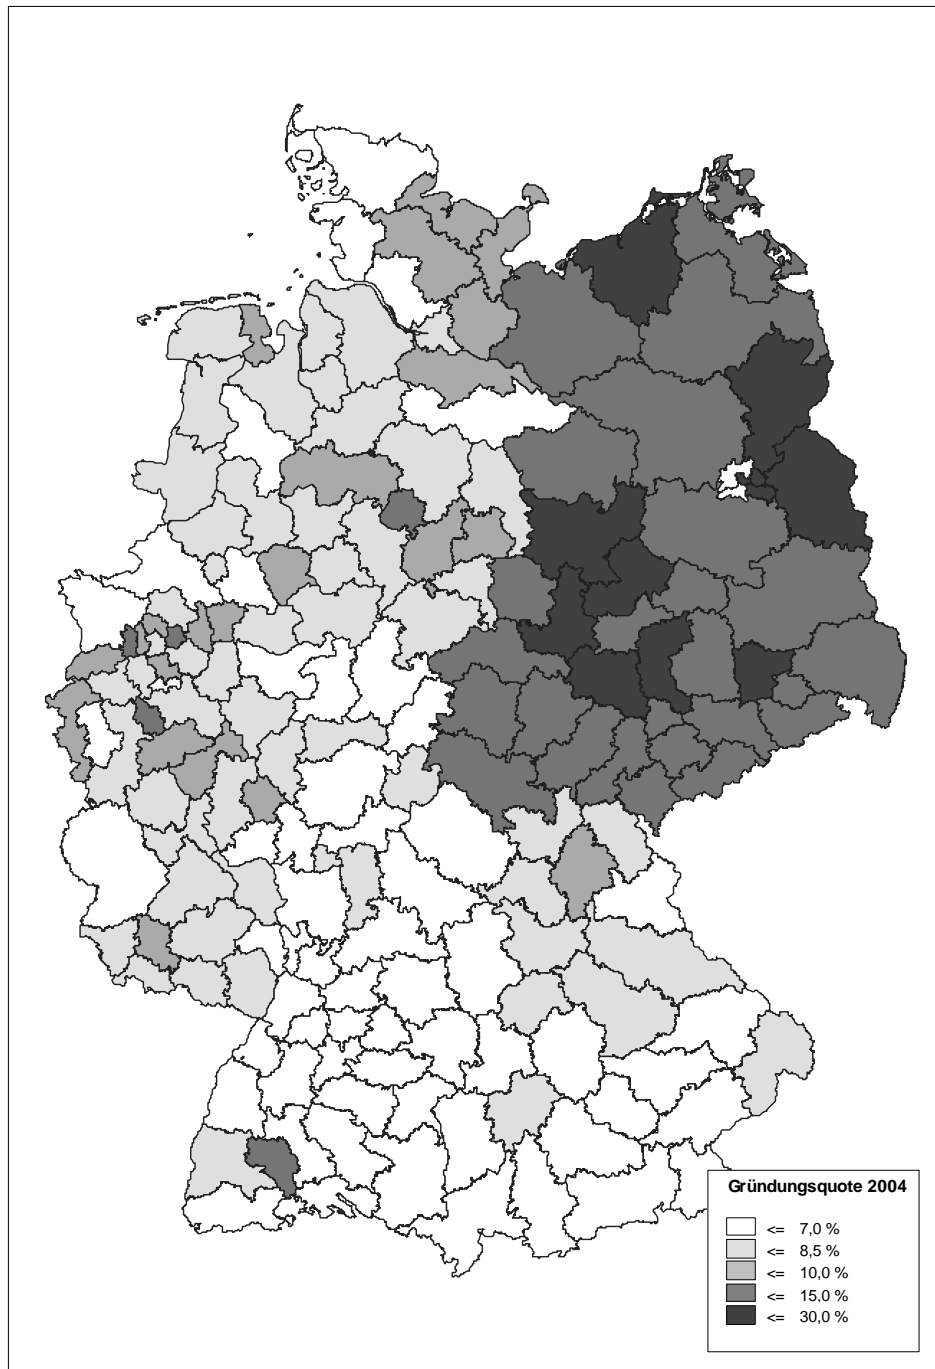 Gründungsquote 2004
<= 7,0 %
<= 8,5 %
<= 10,0 %
<= 15,0 %
<= 30,0 %